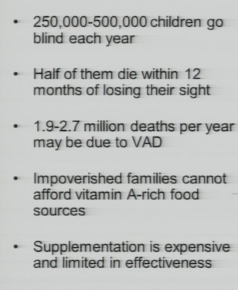 • 250,000-500,000 children go
blind each year
• Half of them die within 12
months of losing their sight
• 1.9-2.7 million deaths per year
may be due to VAD
• Impoverished families cannot
afford vitamin A-rich food
sources
• Supplementation is expensive
and limited in effectiveness